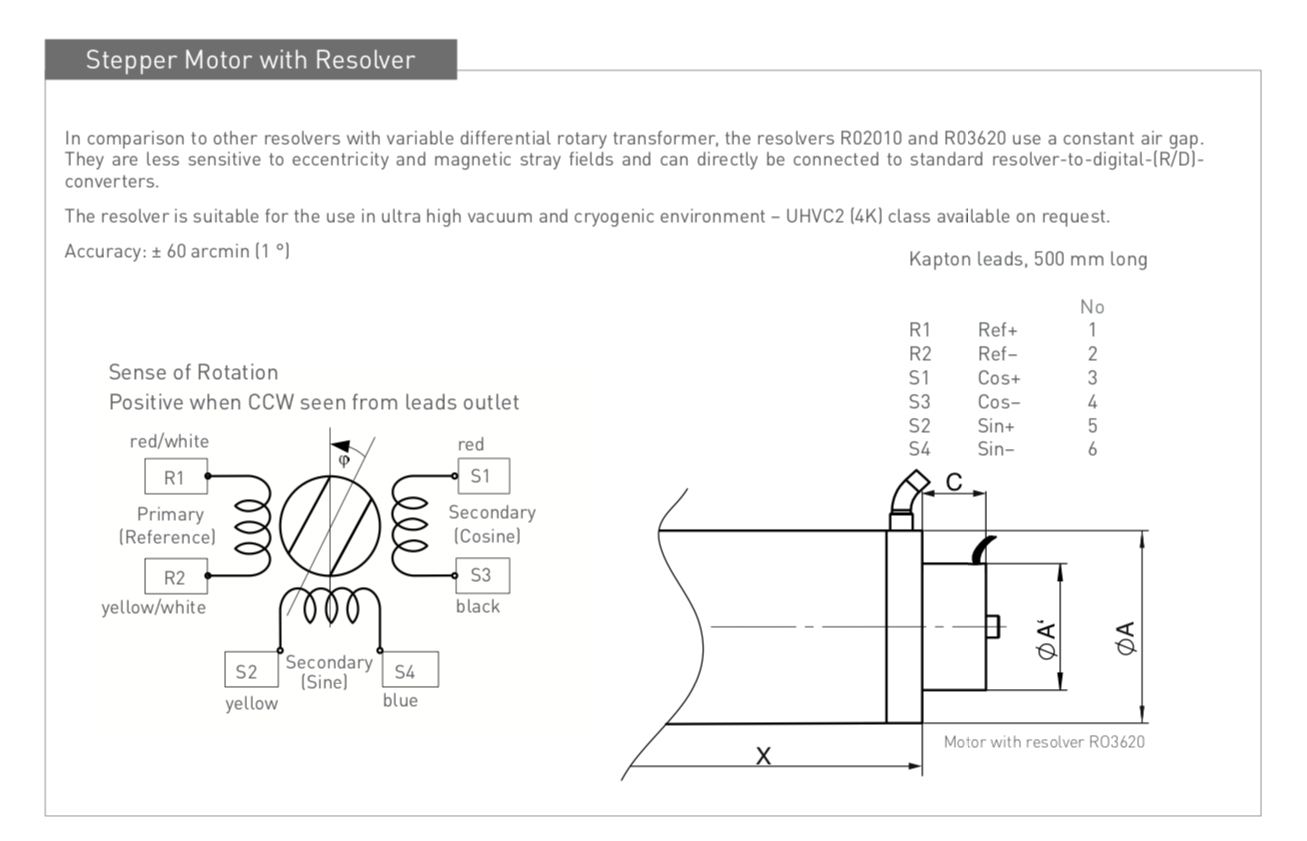 Stepper Motor with Resolver
In comparison to other resolvers with variable differential rotary transformer, the resolvers R02010 and R03620 use a constant air gap.
They are less sensitive to eccentricity and magnetic stray fields and can directly be connected to standard resolver-to-digital-(R/D)-
converters.
The resolver is suitable for the use in ultra high vacuum and cryogenic environment – UHVC2 (4K) class available on request.
Accuracy: ± 60 arcmin (1 °)
Kapton leads, 500 mm long
No
R1 Ref+ 1
R2 Ref– 2
S1 Cos+ 3
S3 Cos– 4
S2 Sin+ 5
S4 Sin– 6
Sense of Rotation
Positive when CCW seen from leads outlet
red/white
R1
Primary
(Reference)
R2
yellow/white
φ
red
S1
Secondary
(Cosine)
S3
black
S2
yellow
Secondary
(Sine)
S4
blue
C
ØA'
ØA
X
Motor with resolver RO3620